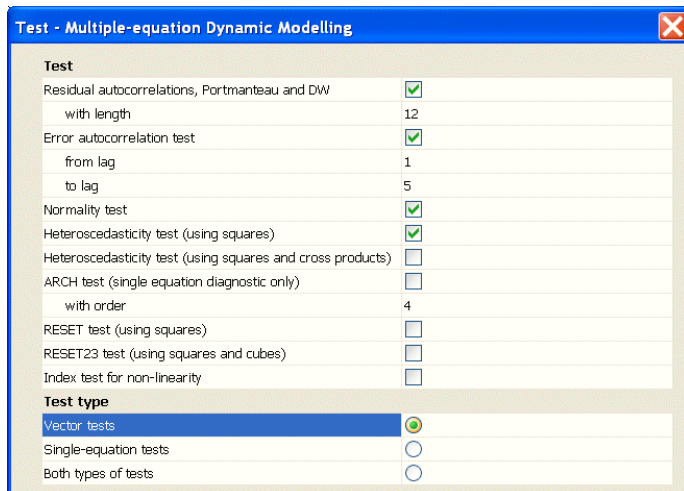 Test - Multiple-equation Dynamic Modelling
Test
Residual autocorrelations, Portmanteau and DW
with length 12
Error autocorrelation test
from lag 1
to lag 5
Normality test
Heteroscedasticity test (using squares)
Heteroscedasticity test (using squares and cross products)
ARCH test (single equation diagnostic only)
with order 4
RESET test (using squares)
RESET23 test (using squares and cubes)
Index test for non-linearity
Test type
Vector tests
Single-equation tests
Both types of tests